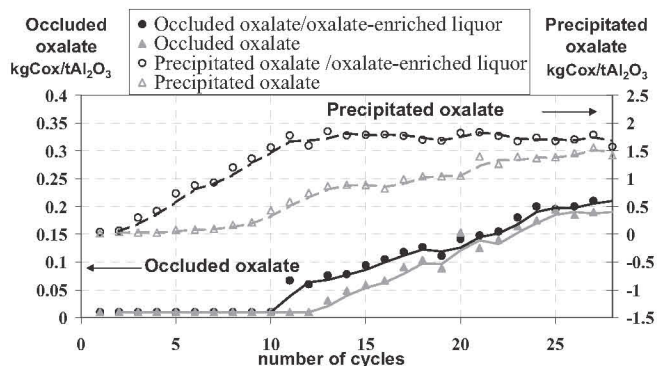 Occluded
oxalate
kgCox/tAl₂O₃
Occluded oxalate/oxalate-enriched liquor
Occluded oxalate
Precipitated oxalate /oxalate-enriched liquor
Precipitated oxalate
Precipitated
oxalate
kgCox/tAl₂O₃
0.4
0.35
0.3
0.25
0.2
0.15
0.1
0.05
0
Precipitated oxalate
Occluded oxalate
2.5
2
1.5
1
0.5
0
-0.5
-1
-1.5
0 5 10 15 20 25
number of cycles